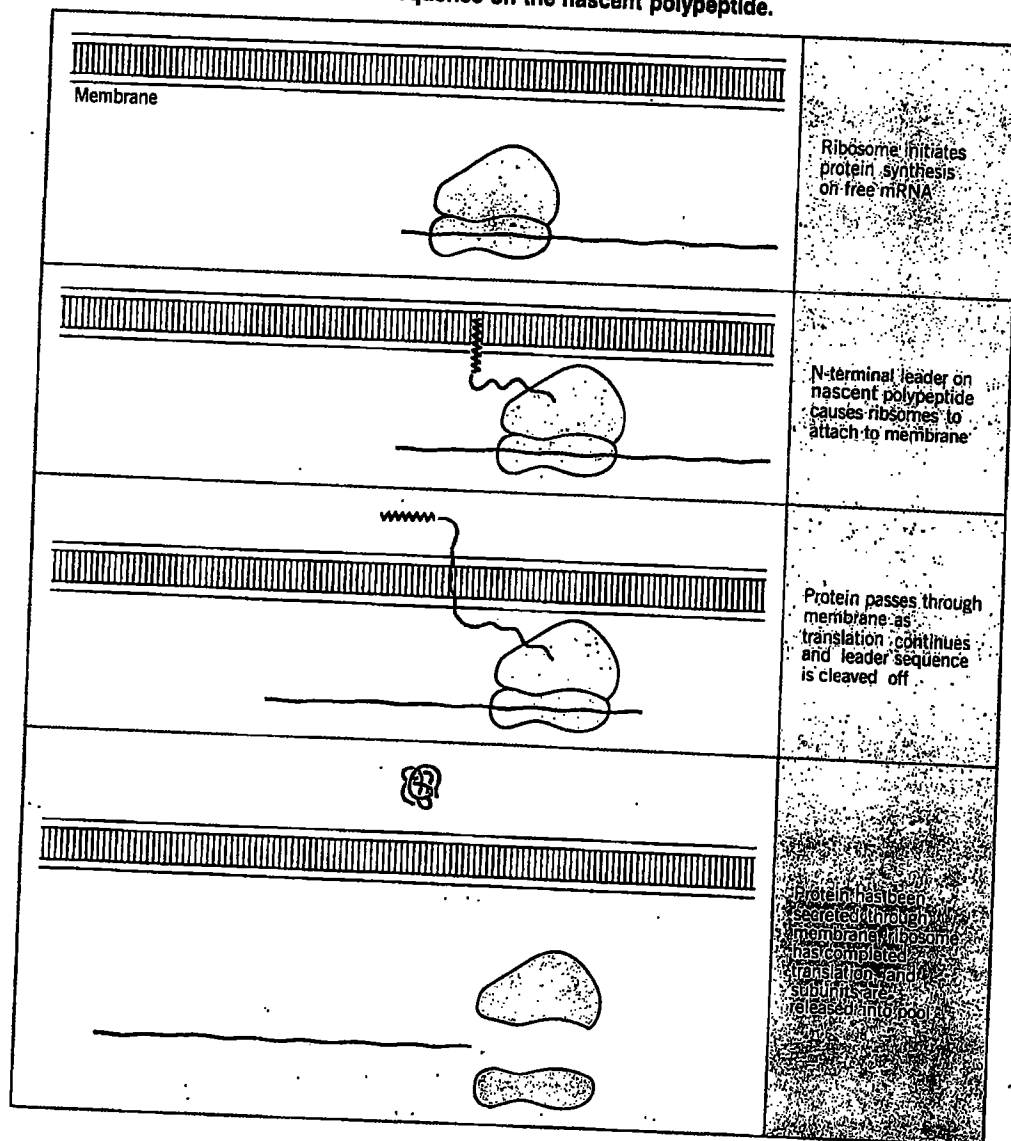 quence on the nascent polypeptide.
Membrane
Ribosome initiates
protein synthesis
on free mRNA
N-terminal leader on
nascent polypeptide
causes ribsomes to
attach to membrane
Protein passes through
membrane as
translation continues
and leader sequence
is cleaved off
Protein has been
secreted through
membrane, ribosome
has completed
translation, and
subunits are
released into pool